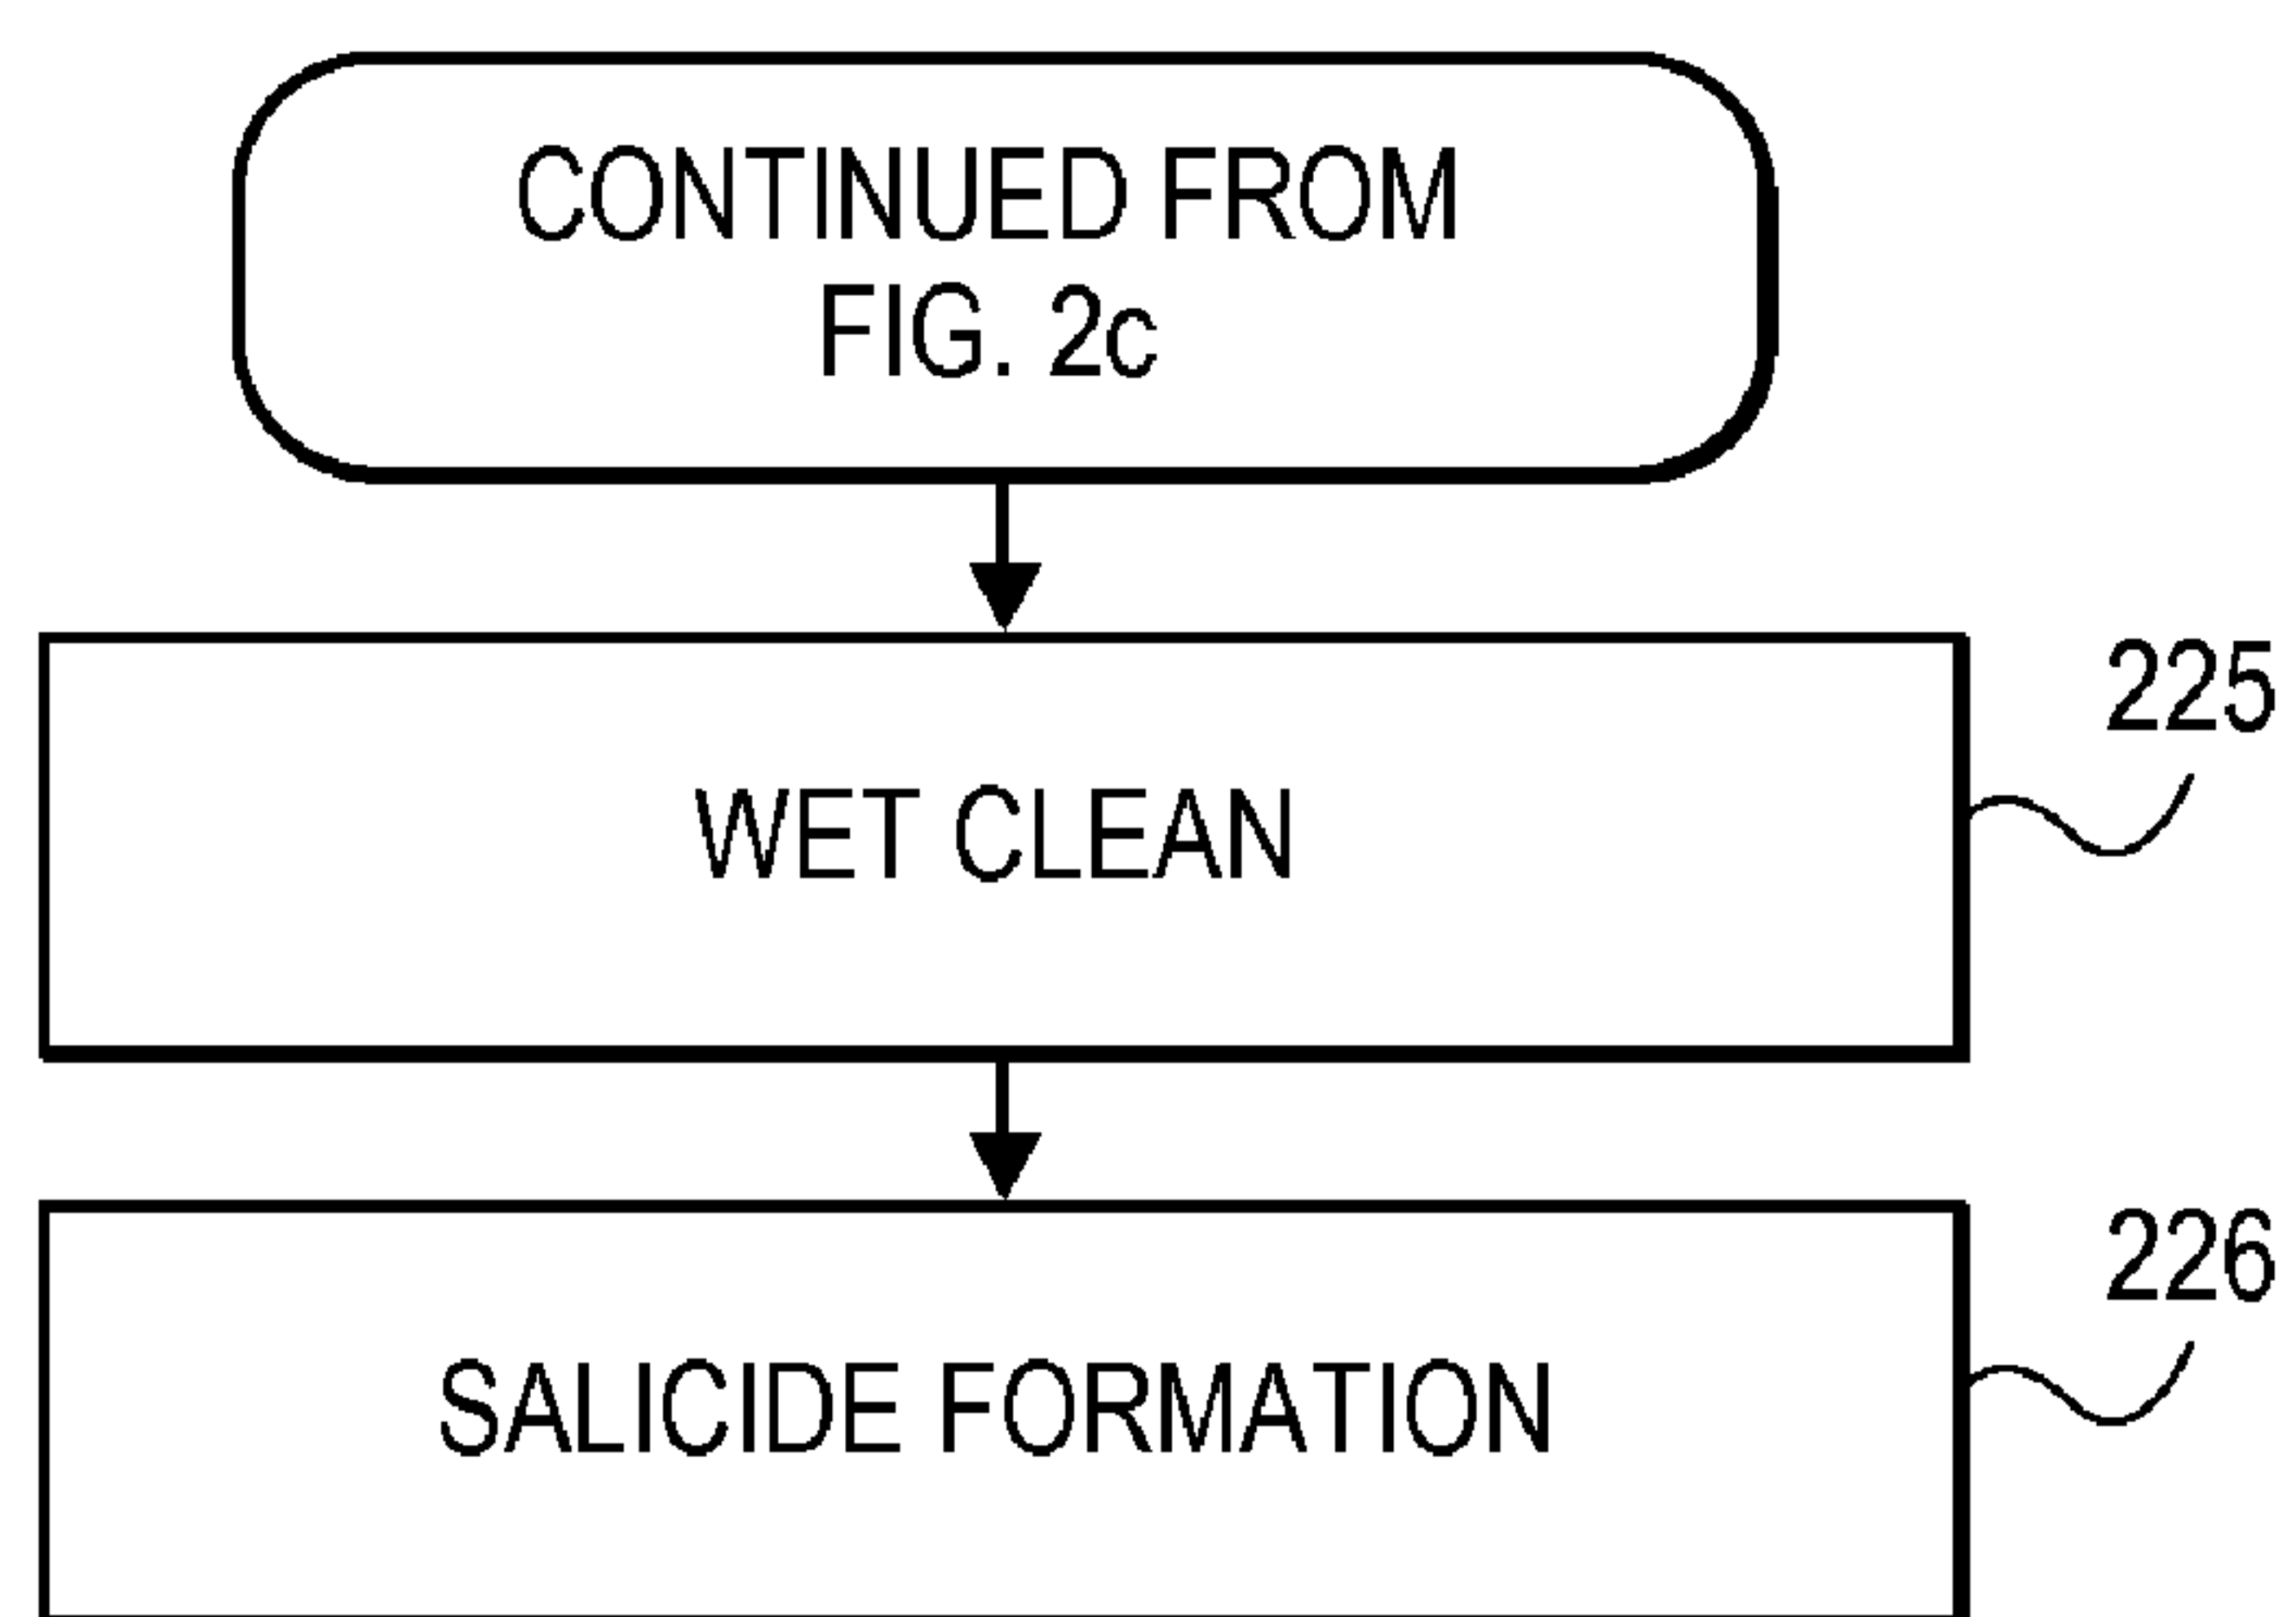 CONTINUED FROM
FIG. 2c
225
WET CLEAN
226
SALICIDE FORMATION